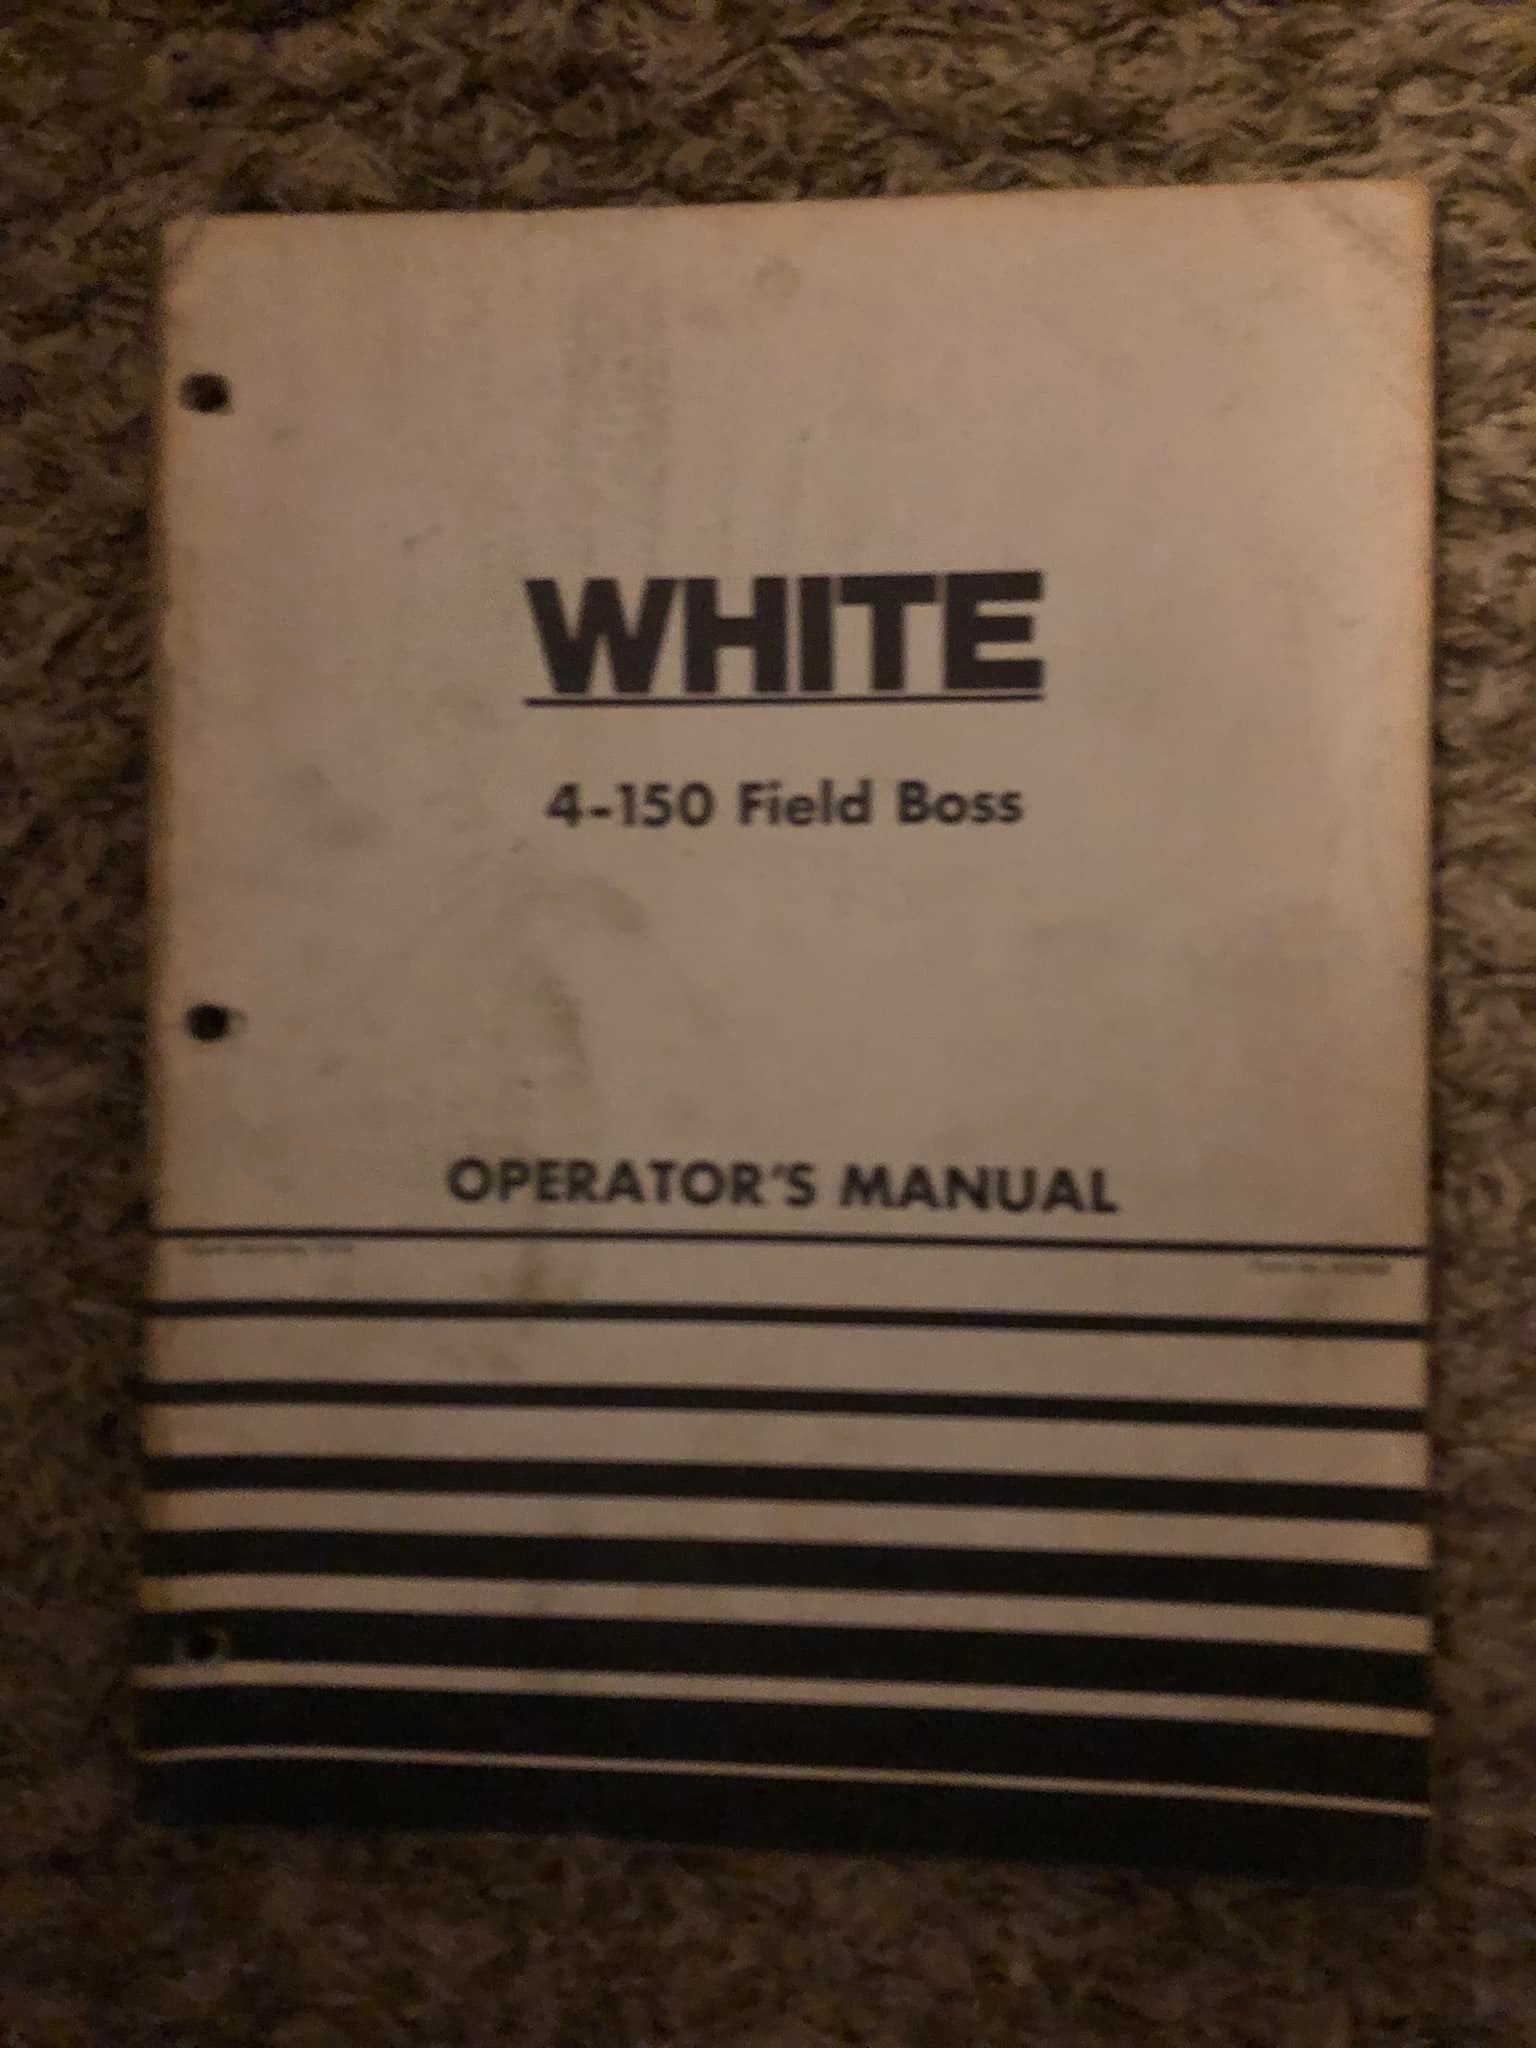 WHITE
4-150 Field Boss
OPERATOR'S MANUAL